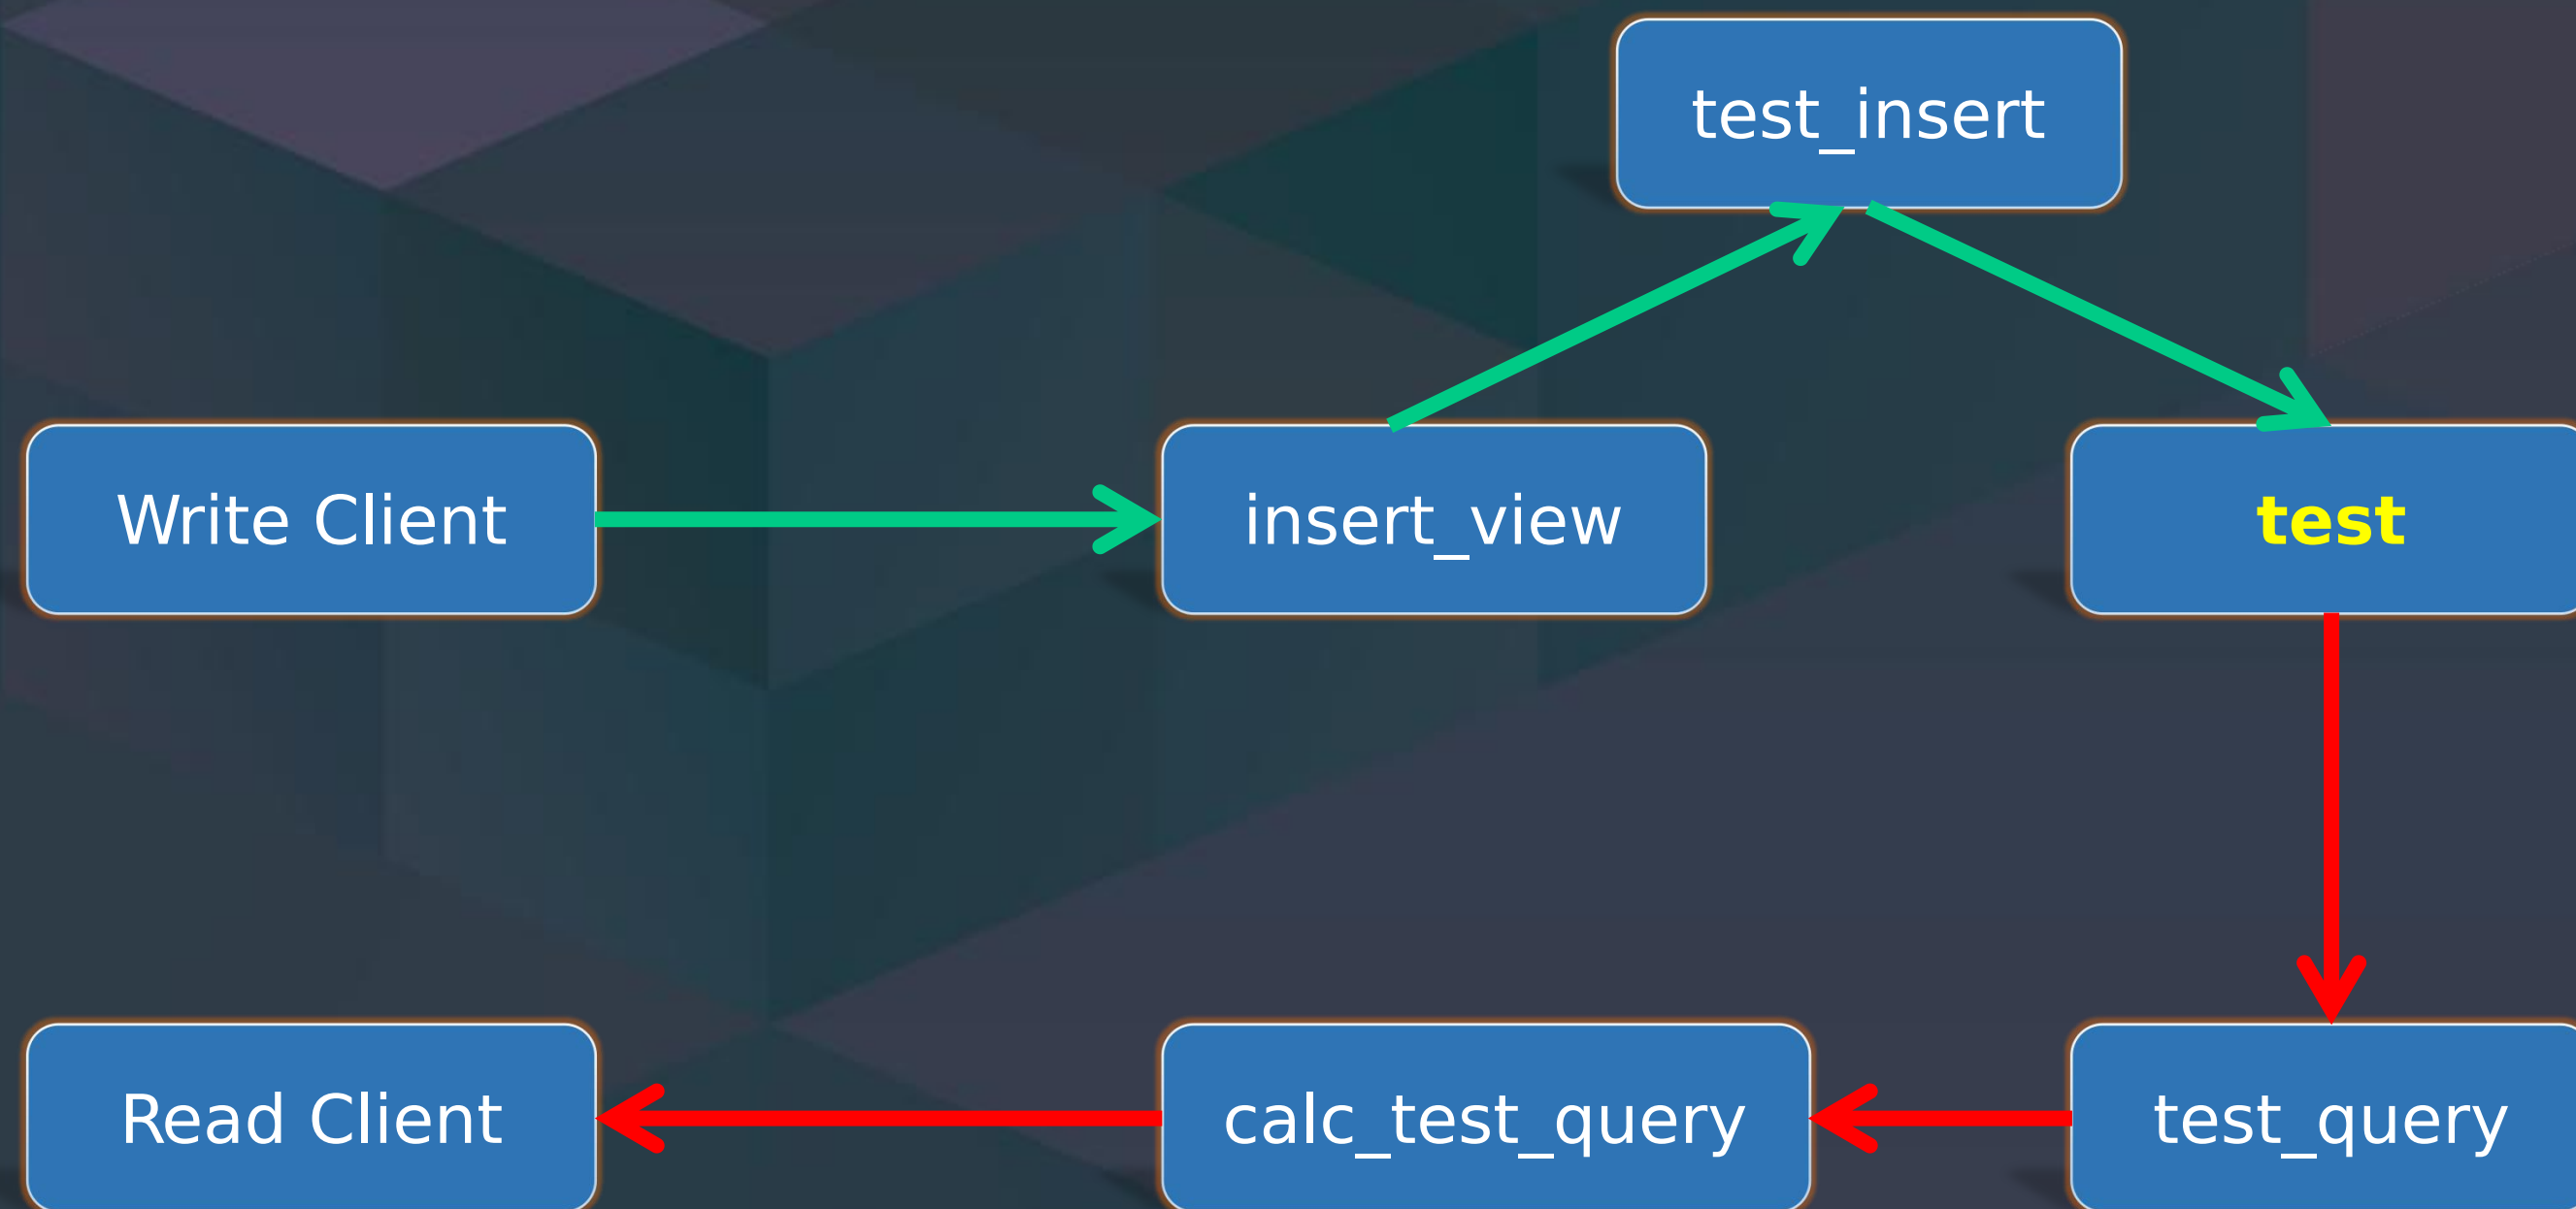 test_insert
Write Client
insert_view
test
Read Client
calc_test_query
test_query